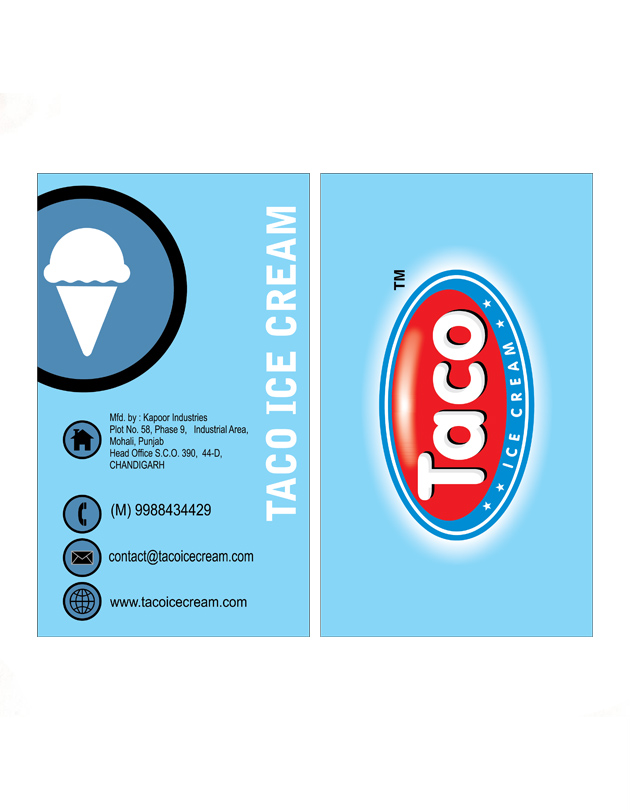 TACO ICE CREAM
Mfd. by : Kapoor Industries
Plot No. 58, Phase 9, Industrial Area,
Mohali, Punjab
Head Office S.C.O. 390, 44-D,
CHANDIGARH
(M) 9988434429
contact@tacoicecream.com
www.tacoicecream.com
TM
Taco
ICE CREAM